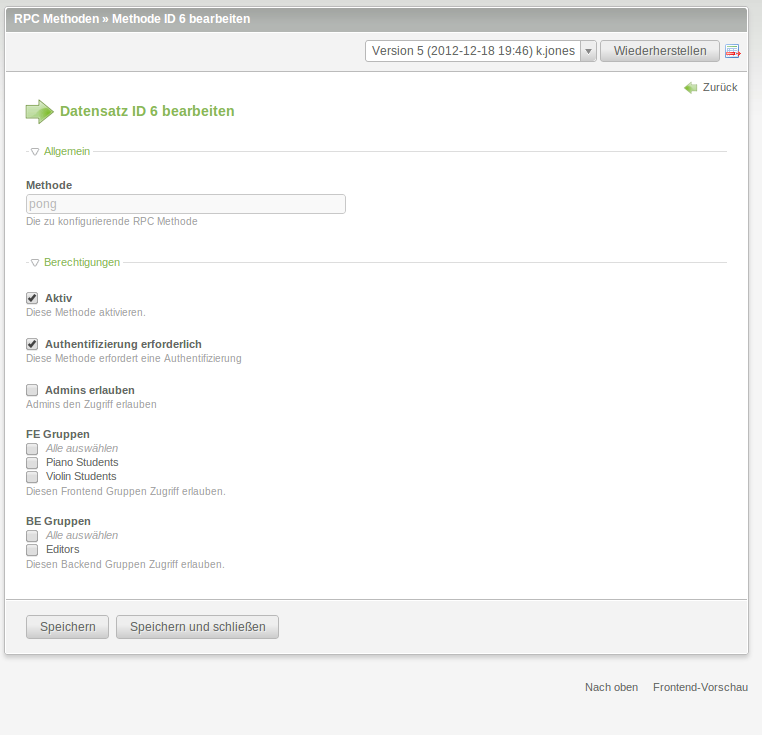 RPC Methoden » Methode ID 6 bearbeiten
Version 5 (2012-12-18 19:46) k.jones
Wiederherstellen
Zurück
Datensatz ID 6 bearbeiten
Allgemein
Methode
pong
Die zu konfigurierende RPC Methode
Berechtigungen
Aktiv
Diese Methode aktivieren.
Authentifizierung erforderlich
Diese Methode erfordert eine Authentifizierung
Admins erlauben
Admins den Zugriff erlauben
FE Gruppen
Alle auswählen
Piano Students
Violin Students
Diesen Frontend Gruppen Zugriff erlauben.
BE Gruppen
Alle auswählen
Editors
Diesen Backend Gruppen Zugriff erlauben.
Speichern
Speichern und schließen
Nach oben
Frontend-Vorschau